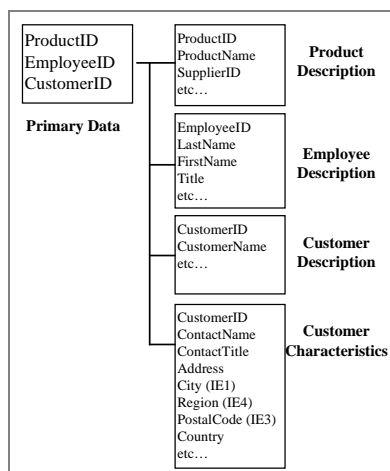 ProductID
EmployeeID
CustomerID
Primary Data
ProductID
ProductName
SupplierID
etc…
Product
Description
EmployeeID
LastName
FirstName
Title
etc…
Employee
Description
CustomerID
CustomerName
etc…
Customer
Description
CustomerID
ContactName
ContactTitle
Address
City (IE1)
Region (IE4)
PostalCode (IE3)
Country
etc…
Customer
Characteristics